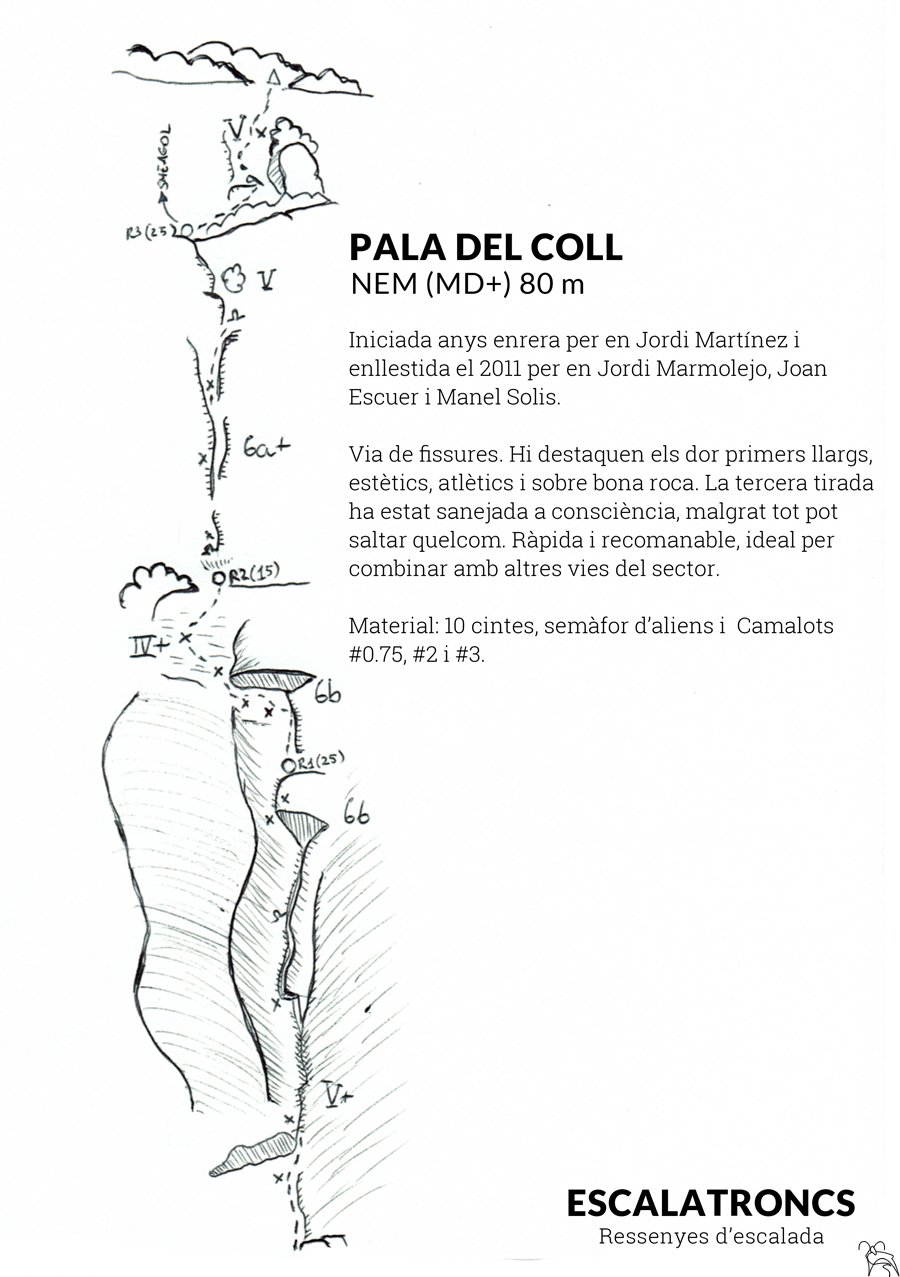 SMÈAGOL
V
R3(25)
V
6a+
R2(15)
IV+
6b
R1(25)
6b
V+
PALA DEL COLL
NEM (MD+) 80 m
Iniciada anys enrera per en Jordi Martínez i
enllestida el 2011 per en Jordi Marmolejo, Joan
Escuer i Manel Solis.
Via de fissures. Hi destaquen els dor primers llargs,
estètics, atlètics i sobre bona roca. La tercera tirada
ha estat sanejada a consciència, malgrat tot pot
saltar quelcom. Ràpida i recomanable, ideal per
combinar amb altres vies del sector.
Material: 10 cintes, semàfor d'aliens i  Camalots
#0.75, #2 i #3.
ESCALATRONCS
Ressenyes d'escalada